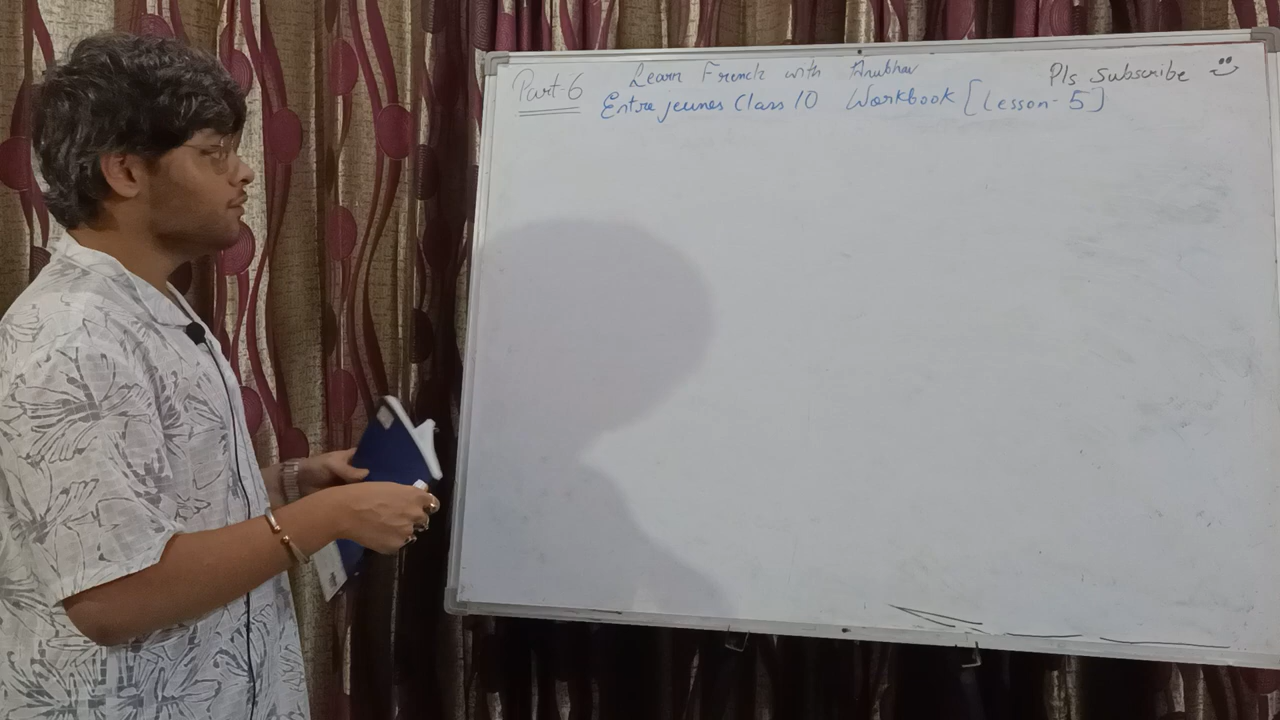 Part-6
Learn French with Anubhav
Pls Subscribe
Entre jeunes Class 10 Workbook [Lesson-5]